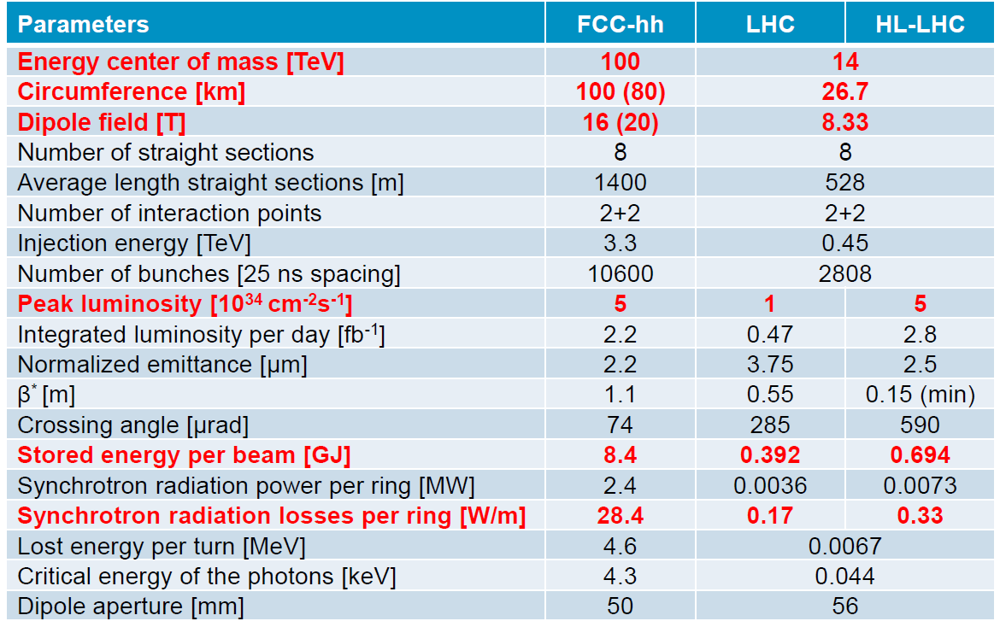 Parameters FCC-hh LHC HL-LHC
Energy center of mass [TeV] 100 14
Circumference [km] 100 (80) 26.7
Dipole field [T] 16 (20) 8.33
Number of straight sections 8 8
Average length straight sections [m] 1400 528
Number of interaction points 2+2 2+2
Injection energy [TeV] 3.3 0.45
Number of bunches [25 ns spacing] 10600 2808
Peak luminosity [10³⁴ cm⁻²s⁻¹] 5 1 5
Integrated luminosity per day [fb⁻¹] 2.2 0.47 2.8
Normalized emittance [µm] 2.2 3.75 2.5
β* [m] 1.1 0.55 0.15 (min)
Crossing angle [µrad] 74 285 590
Stored energy per beam [GJ] 8.4 0.392 0.694
Synchrotron radiation power per ring [MW] 2.4 0.0036 0.0073
Synchrotron radiation losses per ring [W/m] 28.4 0.17 0.33
Lost energy per turn [MeV] 4.6 0.0067
Critical energy of the photons [keV] 4.3 0.044
Dipole aperture [mm] 50 56